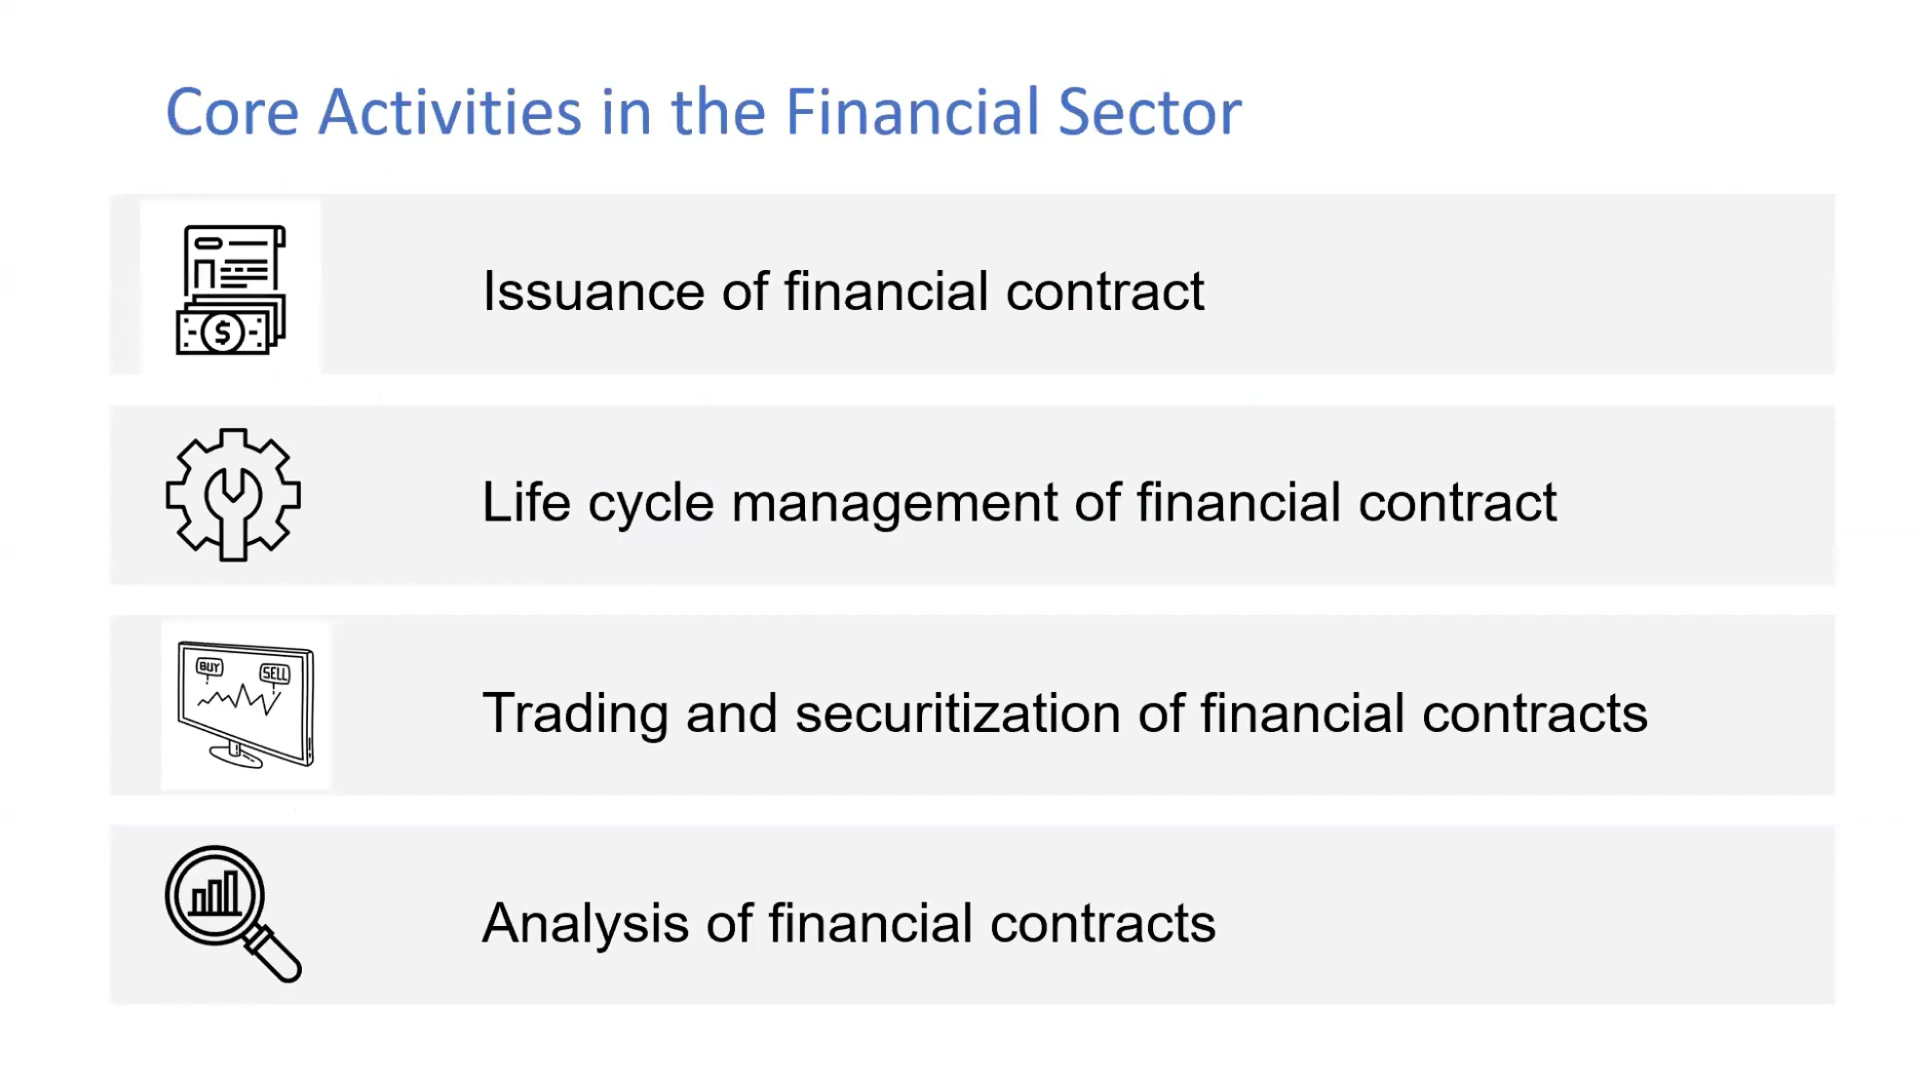 Core Activities in the Financial Sector
$
Issuance of financial contract
Life cycle management of financial contract
BUY
SELL
Trading and securitization of financial contracts
Analysis of financial contracts